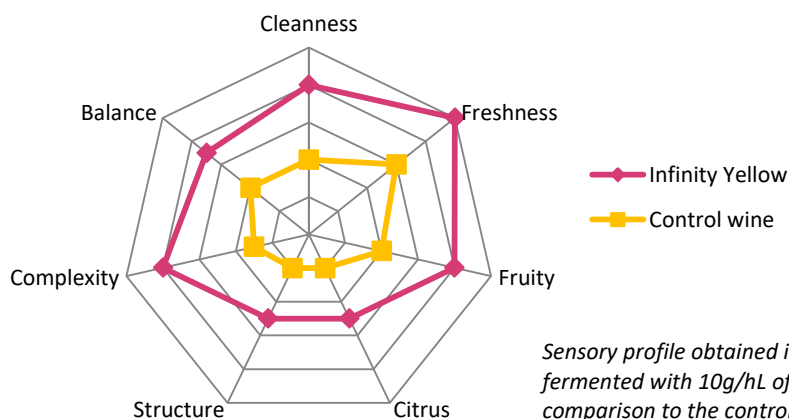 Cleanness
Balance
Freshness
Infinity Yellow
Control wine
Complexity
Fruity
Structure
Citrus
Sensory profile obtained i
fermented with 10g/hL of
comparison to the control